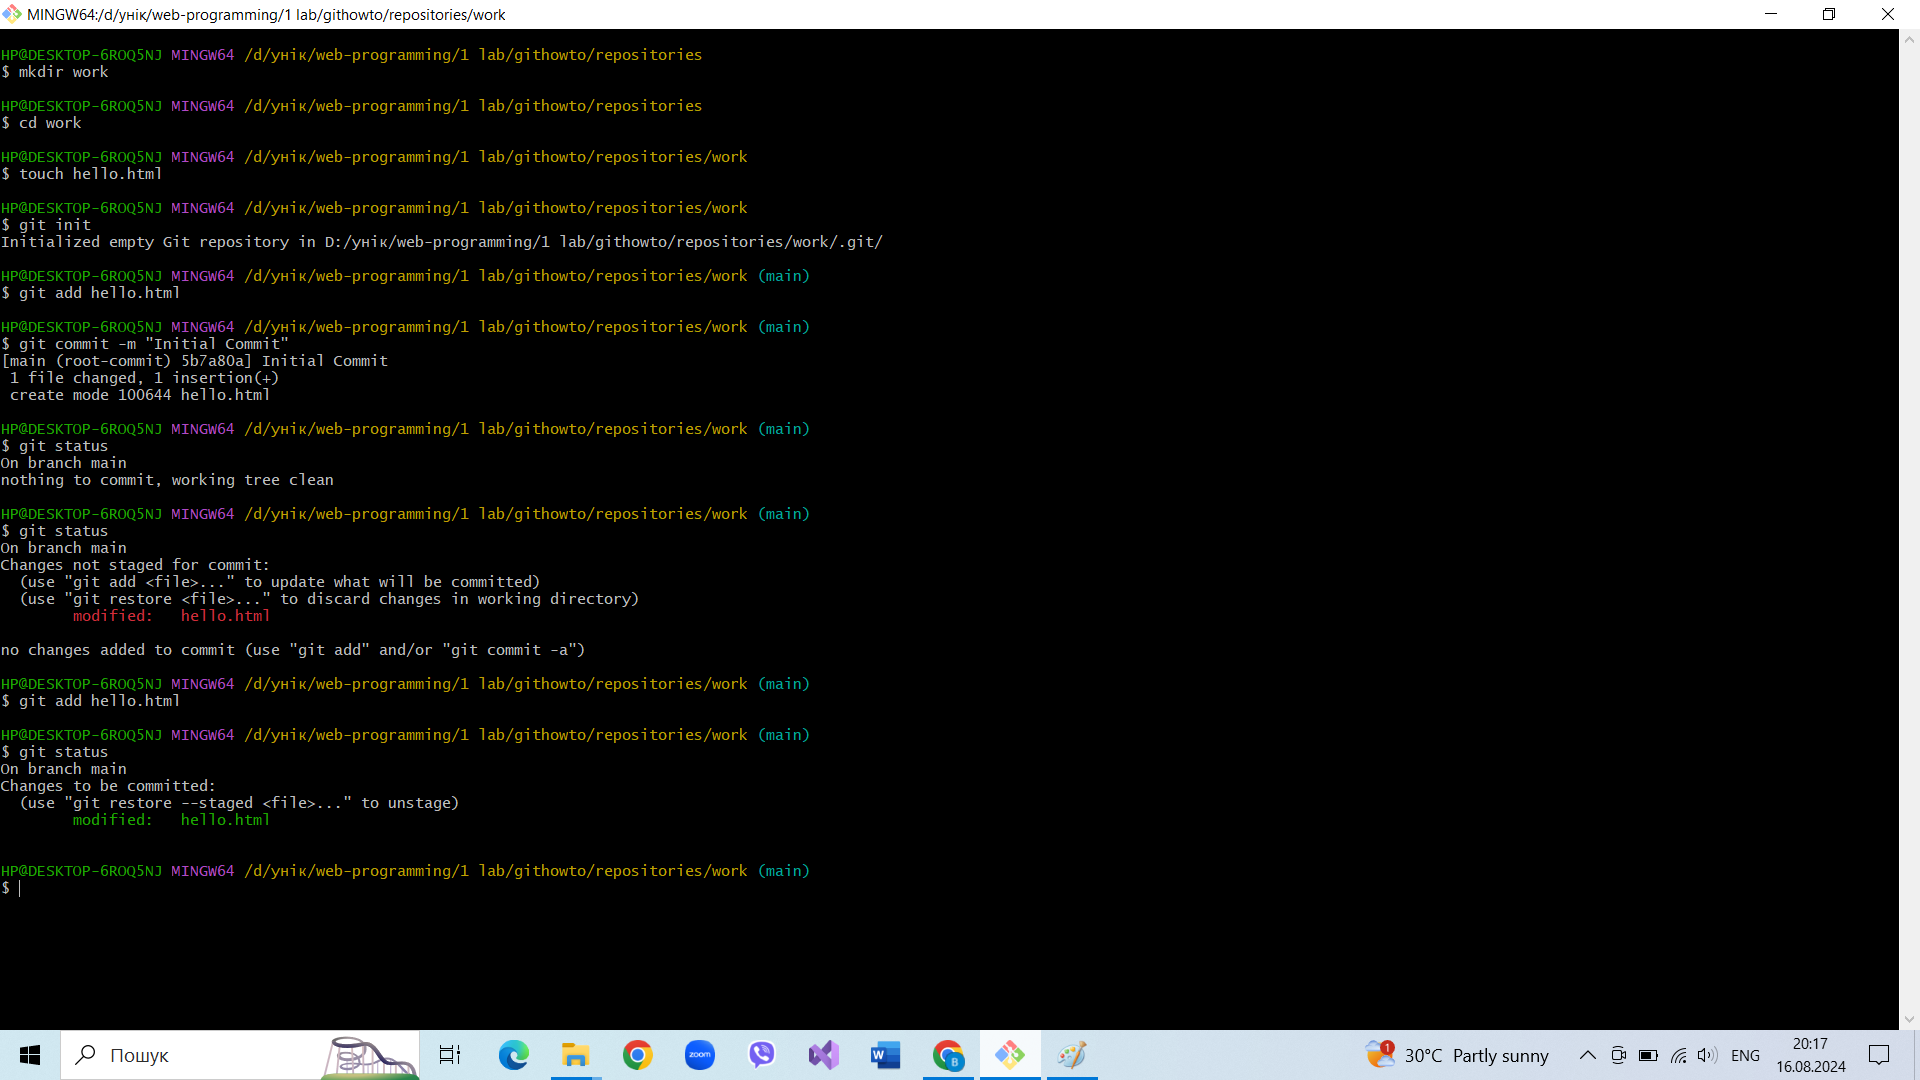 MINGW64:/d/унік/web-programming/1 lab/githowto/repositories/work
HP@DESKTOP-6ROQ5NJ MINGW64 /d/унік/web-programming/1 lab/githowto/repositories
$ mkdir work
HP@DESKTOP-6ROQ5NJ MINGW64 /d/унік/web-programming/1 lab/githowto/repositories
$ cd work
HP@DESKTOP-6ROQ5NJ MINGW64 /d/унік/web-programming/1 lab/githowto/repositories/work
$ touch hello.html
HP@DESKTOP-6ROQ5NJ MINGW64 /d/унік/web-programming/1 lab/githowto/repositories/work
$ git init
Initialized empty Git repository in D:/унік/web-programming/1 lab/githowto/repositories/work/.git/
HP@DESKTOP-6ROQ5NJ MINGW64 /d/унік/web-programming/1 lab/githowto/repositories/work (main)
$ git add hello.html
HP@DESKTOP-6ROQ5NJ MINGW64 /d/унік/web-programming/1 lab/githowto/repositories/work (main)
$ git commit -m "Initial Commit"
[main (root-commit) 5b7a80a] Initial Commit
1 file changed, 1 insertion(+)
create mode 100644 hello.html
HP@DESKTOP-6ROQ5NJ MINGW64 /d/унік/web-programming/1 lab/githowto/repositories/work (main)
$ git status
On branch main
nothing to commit, working tree clean
HP@DESKTOP-6ROQ5NJ MINGW64 /d/унік/web-programming/1 lab/githowto/repositories/work (main)
$ git status
On branch main
Changes not staged for commit:
(use "git add <file>..." to update what will be committed)
(use "git restore <file>..." to discard changes in working directory)
modified:   hello.html
no changes added to commit (use "git add" and/or "git commit -a")
HP@DESKTOP-6ROQ5NJ MINGW64 /d/унік/web-programming/1 lab/githowto/repositories/work (main)
$ git add hello.html
HP@DESKTOP-6ROQ5NJ MINGW64 /d/унік/web-programming/1 lab/githowto/repositories/work (main)
$ git status
On branch main
Changes to be committed:
(use "git restore --staged <file>..." to unstage)
modified:   hello.html
HP@DESKTOP-6ROQ5NJ MINGW64 /d/унік/web-programming/1 lab/githowto/repositories/work (main)
$
Пошук
zoom
W
B
1
30°C Partly sunny
ENG
20:17
16.08.2024